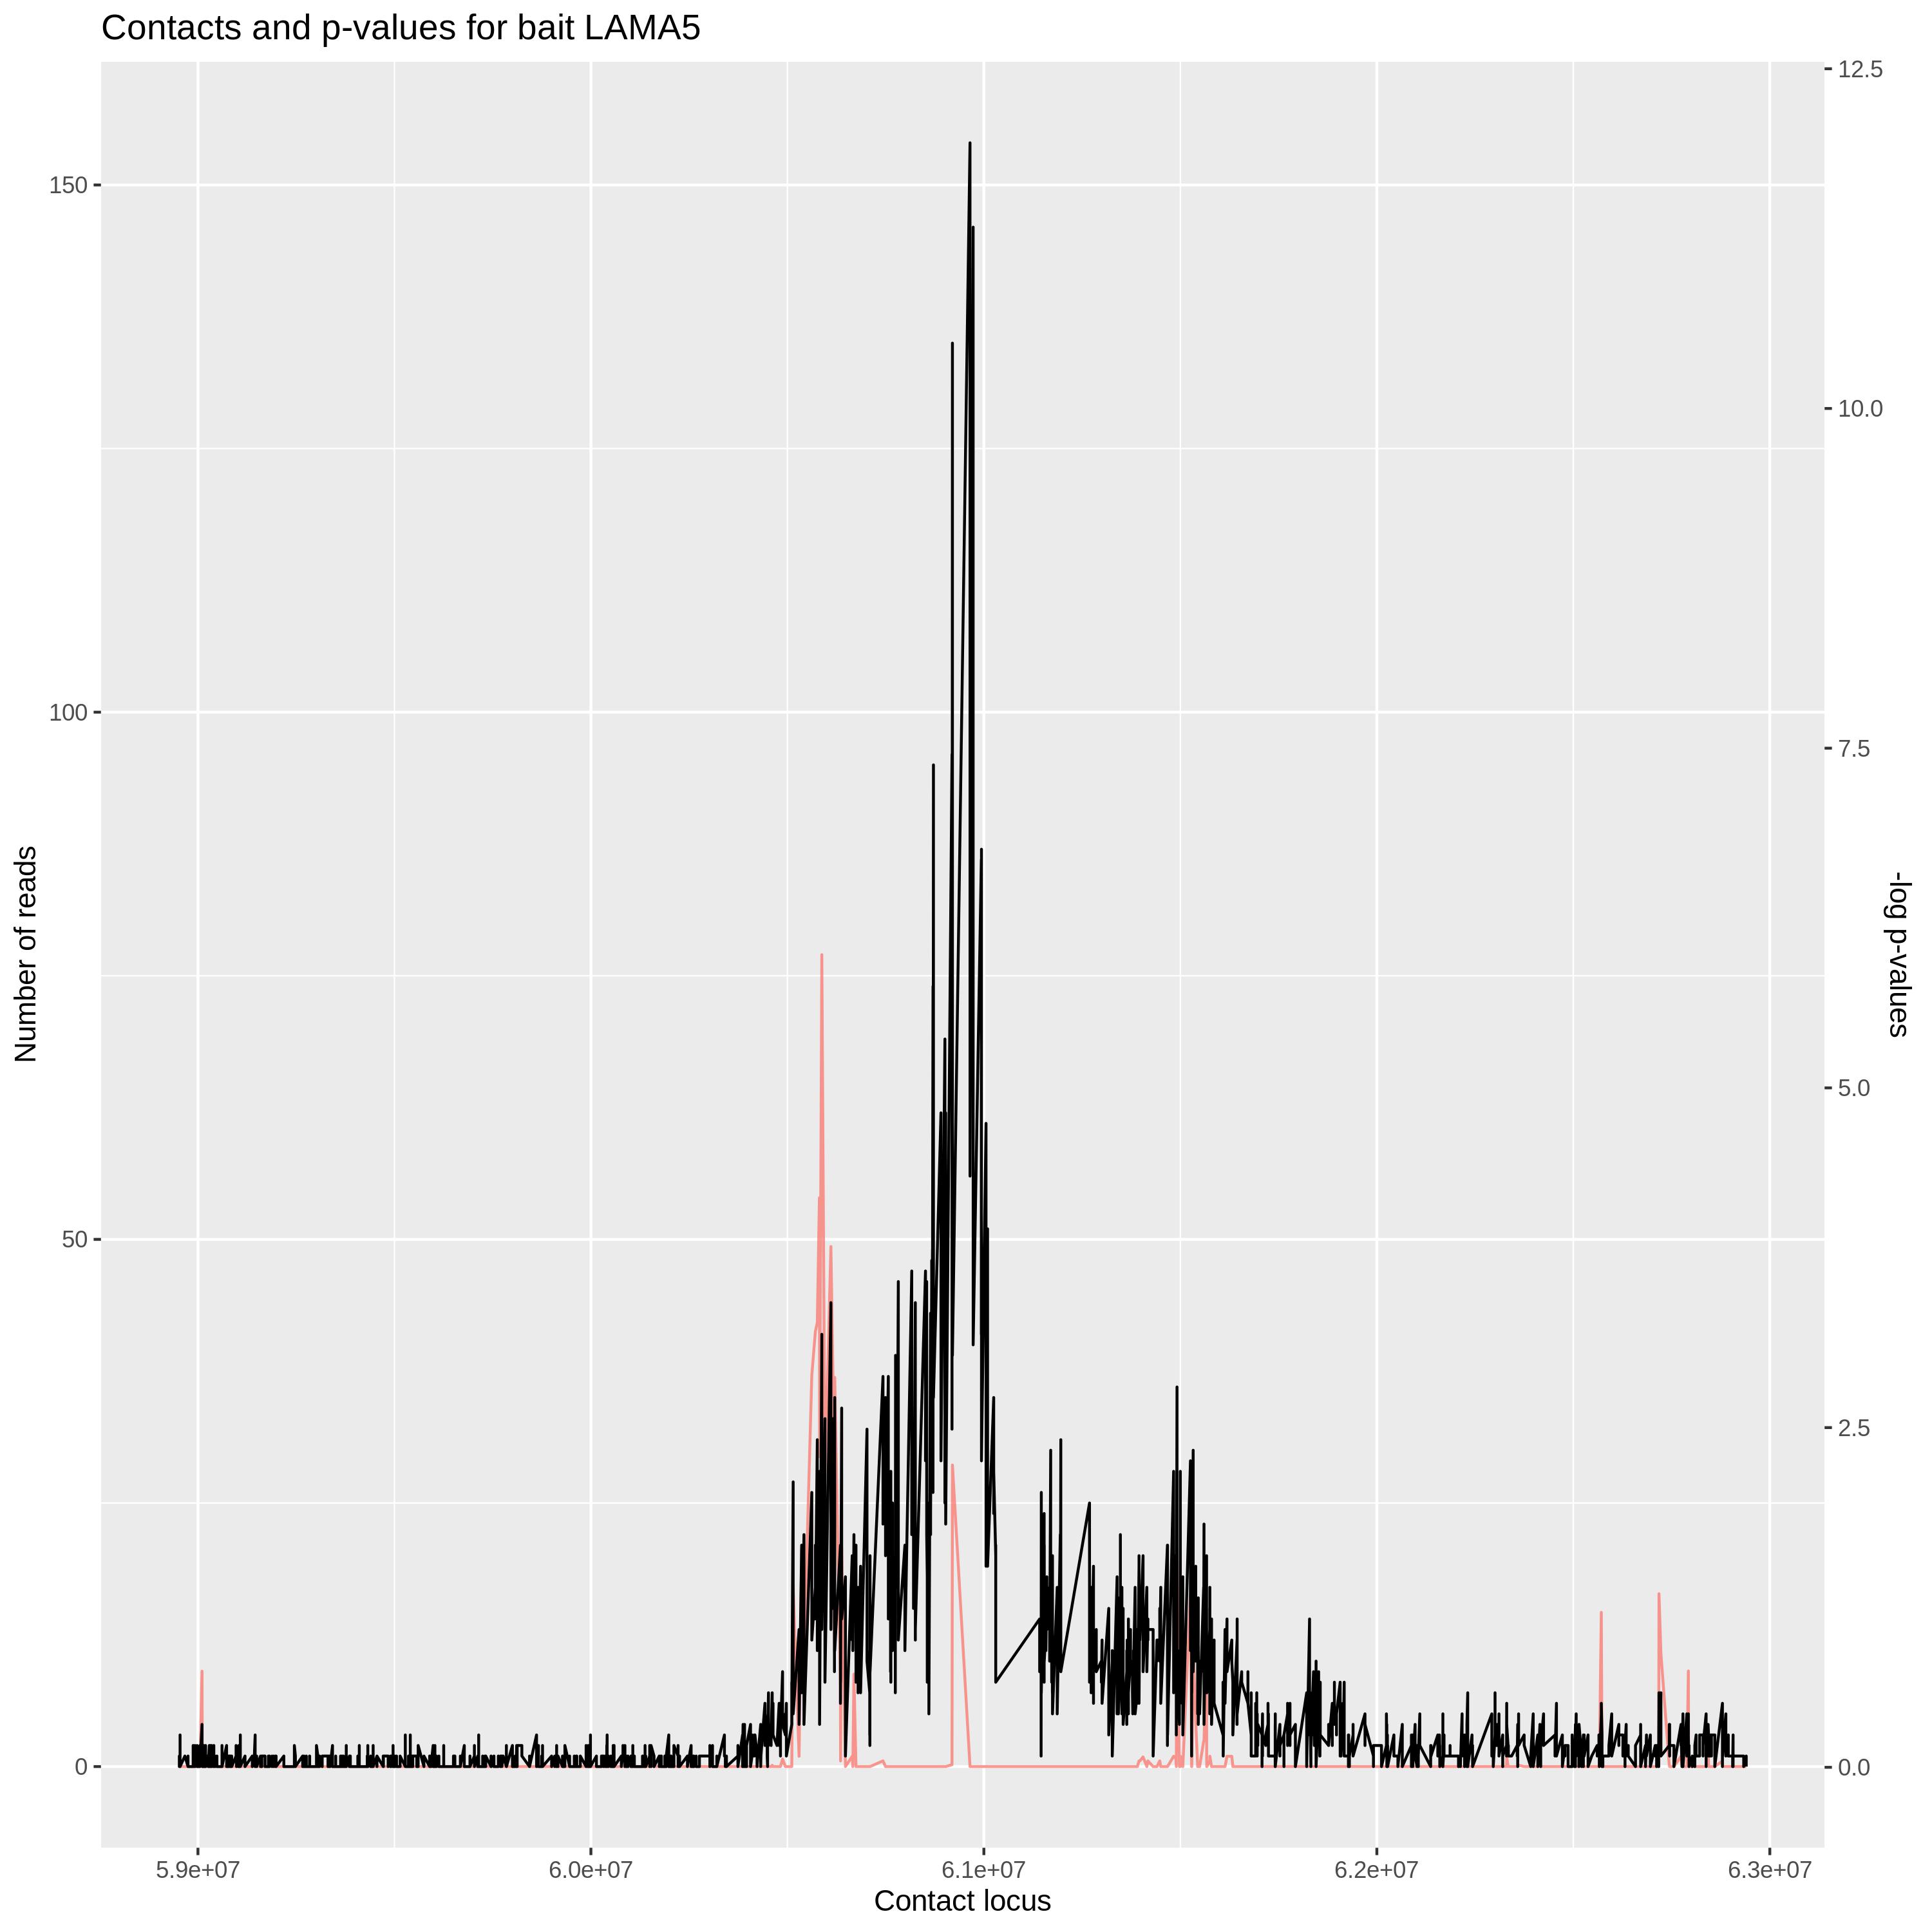 Contacts and p-values for bait LAMA5
150
100
50
0
Number of reads
12.5
10.0
7.5
5.0
2.5
0.0
-log p-values
5.9e+07
6.0e+07
6.1e+07
6.2e+07
6.3e+07
Contact locus